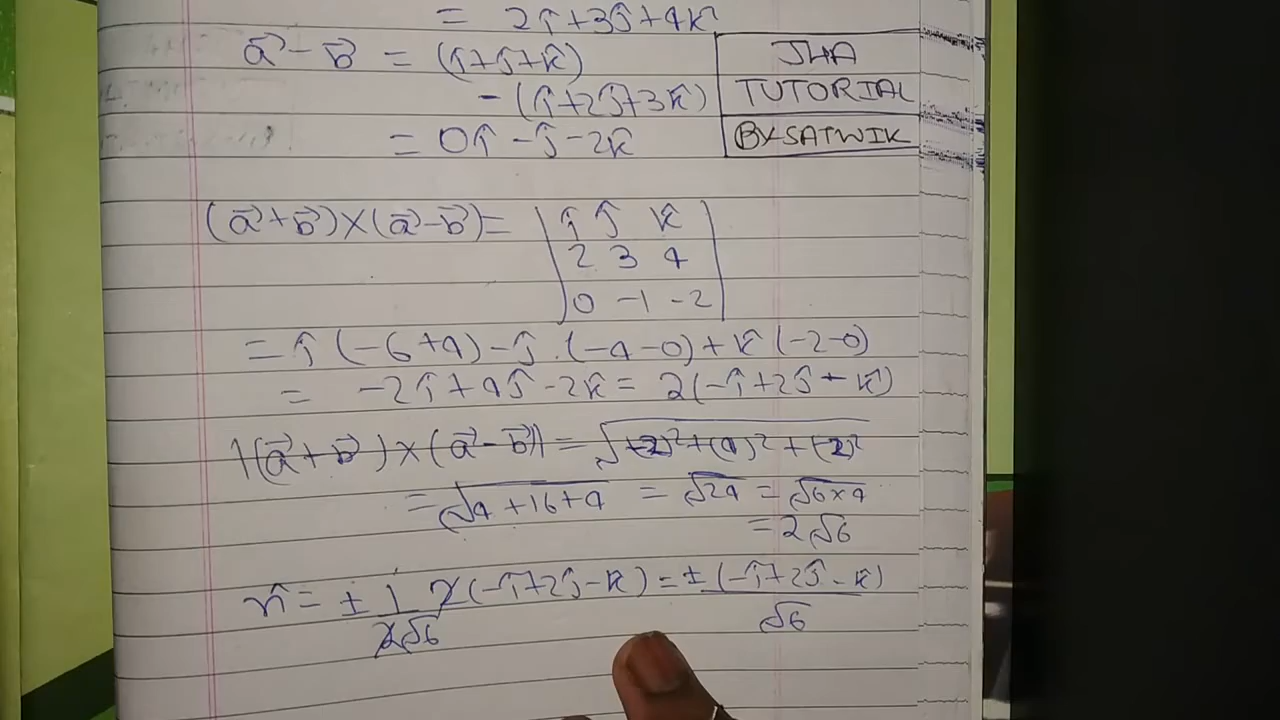 = 2î+3ĵ+4k̂
a⃗ - b⃗ = (î+ĵ+k̂)
- (î+2ĵ+3k̂)
= 0î - ĵ - 2k̂
JHA
TUTORIAL
BY-SATWIK
(a⃗+b⃗)×(a⃗-b⃗)= | î ĵ k̂ |
| 2 3 4 |
| 0 -1 -2 |
= î (-6+4) - ĵ . (-4-0) + k̂ (-2-0)
= -2î + 4ĵ - 2k̂ = 2(-î+2ĵ - k̂)
|(a⃗+b⃗)×(a⃗-b⃗)| = √(-2)²+(4)²+(-2)²
= √4+16+4 = √24 = √6×4
= 2√6
n̂ = ± 1/2√6 2(-î+2ĵ-k̂) = ± (-î+2ĵ-k̂)/√6